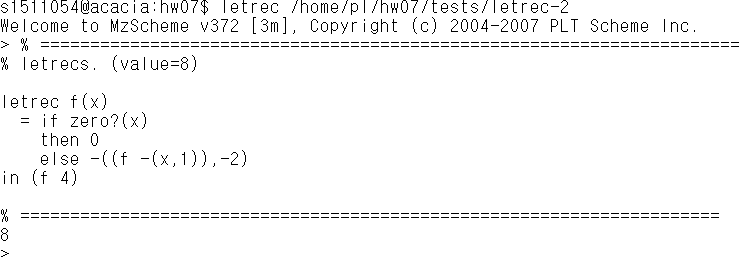 s1511054@acacia:hw07$ letrec /home/pl/hw07/tests/letrec-2
Welcome to MzScheme v372 [3m], Copyright (c) 2004-2007 PLT Scheme Inc.
> % ======================================================================
% letrecs. (value=8)
letrec f(x)
  = if zero?(x)
    then 0
    else -((f -(x,1)),-2)
in (f 4)
% ======================================================================
8
>